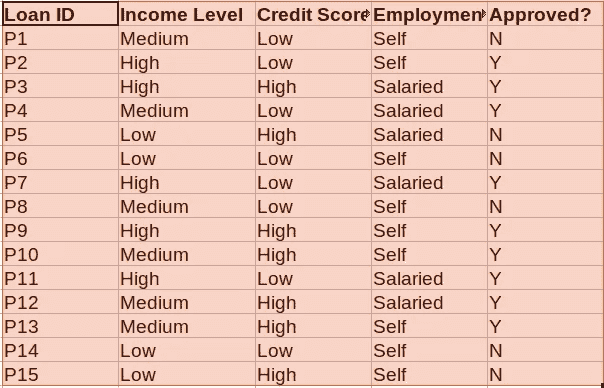 Loan ID Income Level Credit Score Employmen Approved?
P1 Medium Low Self N
P2 High Low Self Y
P3 High High Salaried Y
P4 Medium Low Salaried Y
P5 Low High Salaried N
P6 Low Low Self N
P7 High Low Salaried Y
P8 Medium Low Self N
P9 High High Self Y
P10 Medium High Self Y
P11 High Low Salaried Y
P12 Medium High Salaried Y
P13 Medium High Self Y
P14 Low Low Self N
P15 Low High Self N